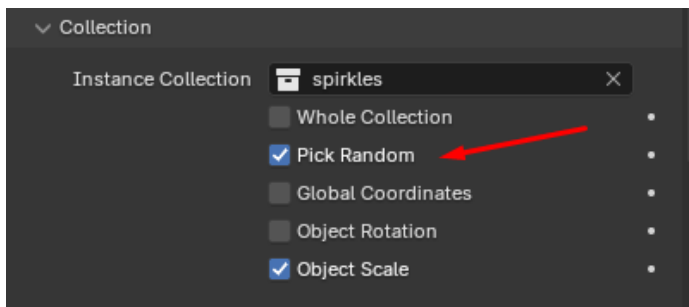 Collection
Instance Collection spirkles
Whole Collection
Pick Random
Global Coordinates
Object Rotation
Object Scale